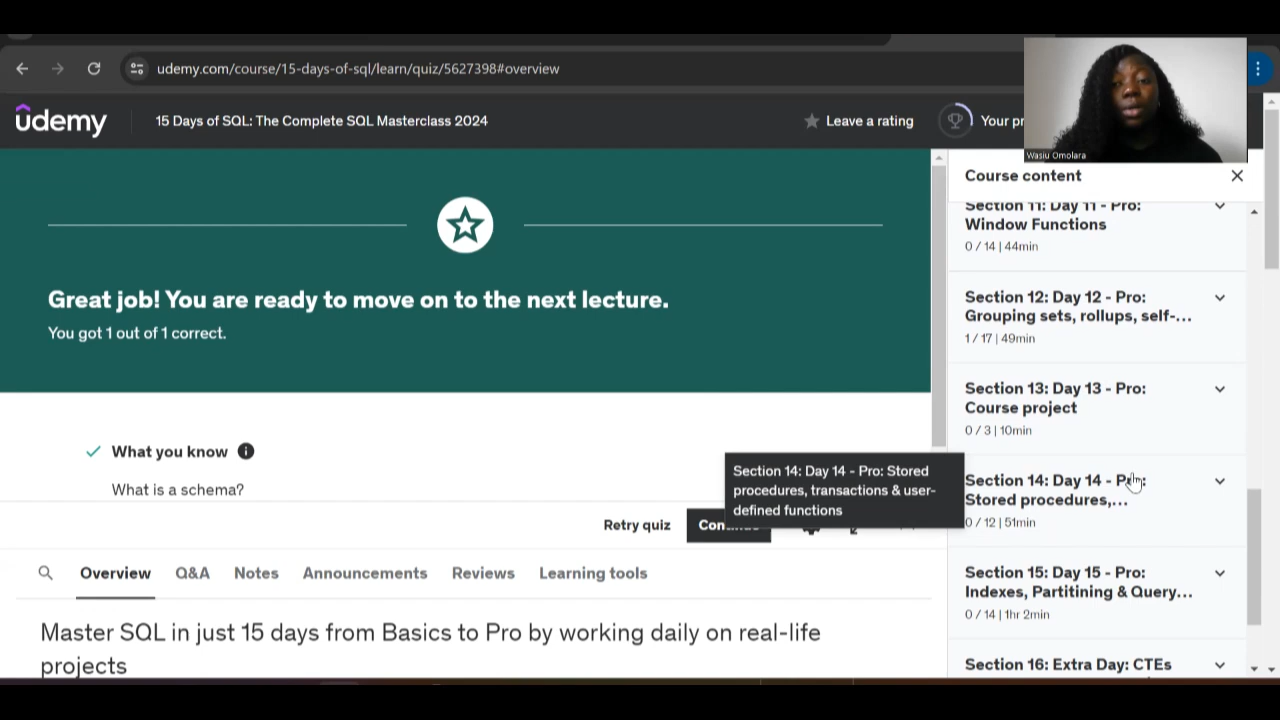 udemy.com/course/15-days-of-sql/learn/quiz/5627398#overview
Wasiu Omolara
ûdemy
15 Days of SQL: The Complete SQL Masterclass 2024
Leave a rating
Your pr
Great job! You are ready to move on to the next lecture.
You got 1 out of 1 correct.
What you know
What is a schema?
Retry quiz
Section 14: Day 14 - Pro: Stored
procedures, transactions & user-
defined functions
Overview Q&A Notes Announcements Reviews Learning tools
Master SQL in just 15 days from Basics to Pro by working daily on real-life
projects
Course content
Section 11: Day 11 - Pro:
Window Functions
0 / 14 | 44min
Section 12: Day 12 - Pro:
Grouping sets, rollups, self-...
1 / 17 | 49min
Section 13: Day 13 - Pro:
Course project
0 / 3 | 10min
Section 14: Day 14 - Pro:
Stored procedures,...
0 / 12 | 51min
Section 15: Day 15 - Pro:
Indexes, Partitining & Query...
0 / 14 | 1hr 2min
Section 16: Extra Day: CTEs